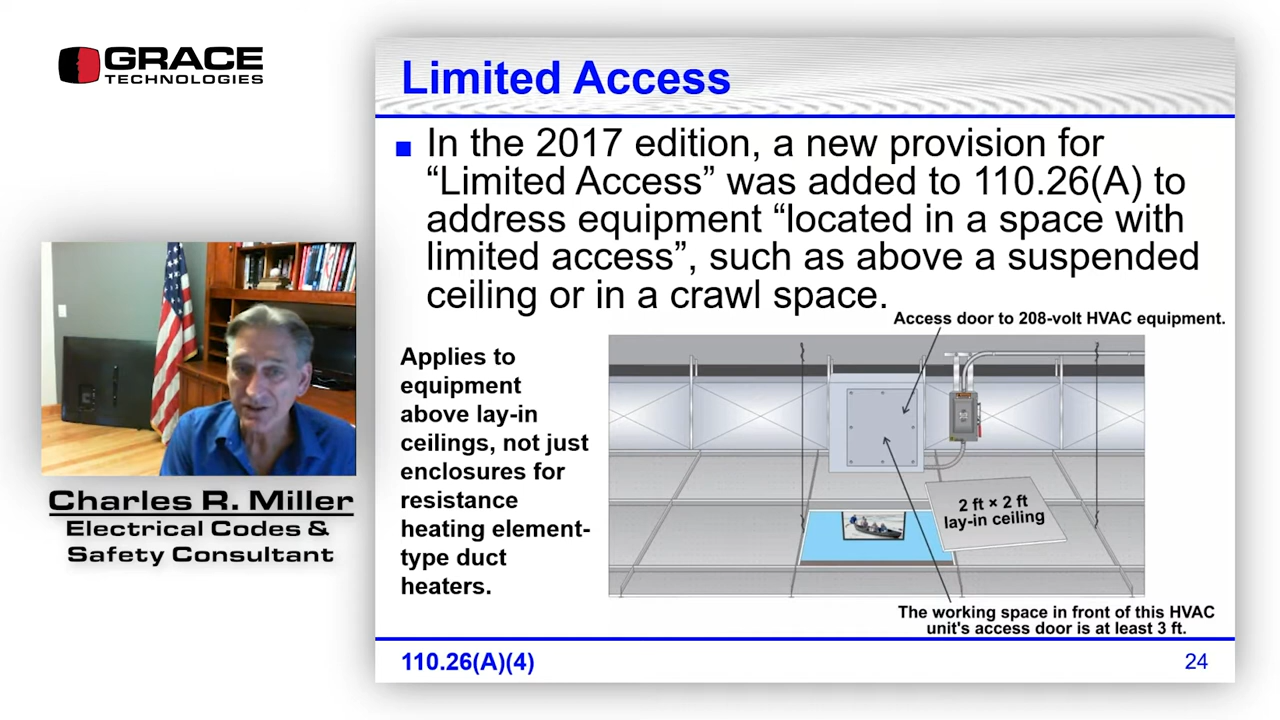 GRACE
TECHNOLOGIES
Limited Access
In the 2017 edition, a new provision for
“Limited Access” was added to 110.26(A) to
address equipment “located in a space with
limited access”, such as above a suspended
ceiling or in a crawl space.
Access door to 208-volt HVAC equipment.
Applies to
equipment
above lay-in
ceilings, not just
enclosures for
resistance
heating element-
type duct
heaters.
2 ft × 2 ft
lay-in ceiling
The working space in front of this HVAC
unit's access door is at least 3 ft.
Charles R. Miller
Electrical Codes &
Safety Consultant
110.26(A)(4)
24